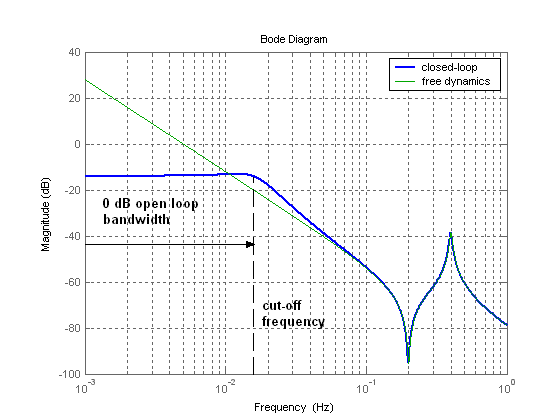 Bode Diagram
40
20
0
-20
-40
-60
-80
-100
Magnitude (dB)
closed-loop
free dynamics
0 dB open loop
bandwidth
cut-off
frequency
10^-3
10^-2
10^-1
10^0
Frequency (Hz)